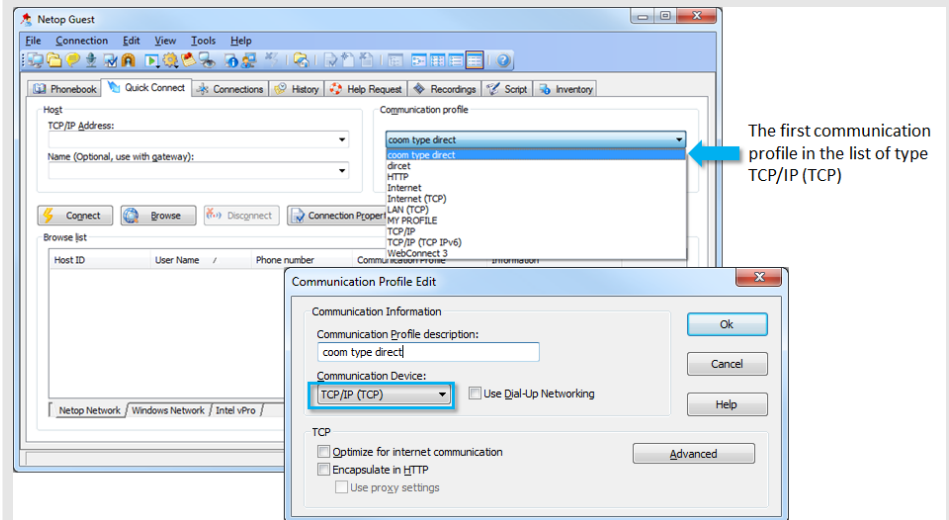 Netop Guest
File Connection Edit View Tools Help
Phonebook Quick Connect Connections History Help Request Recordings Script Inventory
Host
TCP/IP Address:
Name (Optional, use with gateway):
Communication profile
coom type direct
coom type direct
dircet
HTTP
Internet
Internet (TCP)
LAN (TCP)
MY PROFILE
TCP/IP
TCP/IP (TCP IPv6)
WebConnect 3
The first communication
profile in the list of type
TCP/IP (TCP)
Connect Browse Disconnect Connection Propert
Browse list
Host ID User Name Phone number Communication Profile Information
Netop Network Windows Network Intel vPro
Communication Profile Edit
Communication Information
Communication Profile description:
coom type direct
Communication Device:
TCP/IP (TCP)
Use Dial-Up Networking
Ok
Cancel
Help
TCP
Optimize for internet communication
Encapsulate in HTTP
Use proxy settings
Advanced